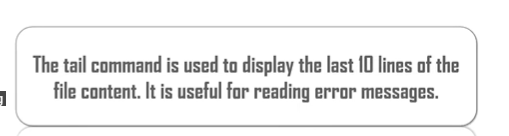 The tail command is used to display the last 10 lines of the
file content. It is useful for reading error messages.